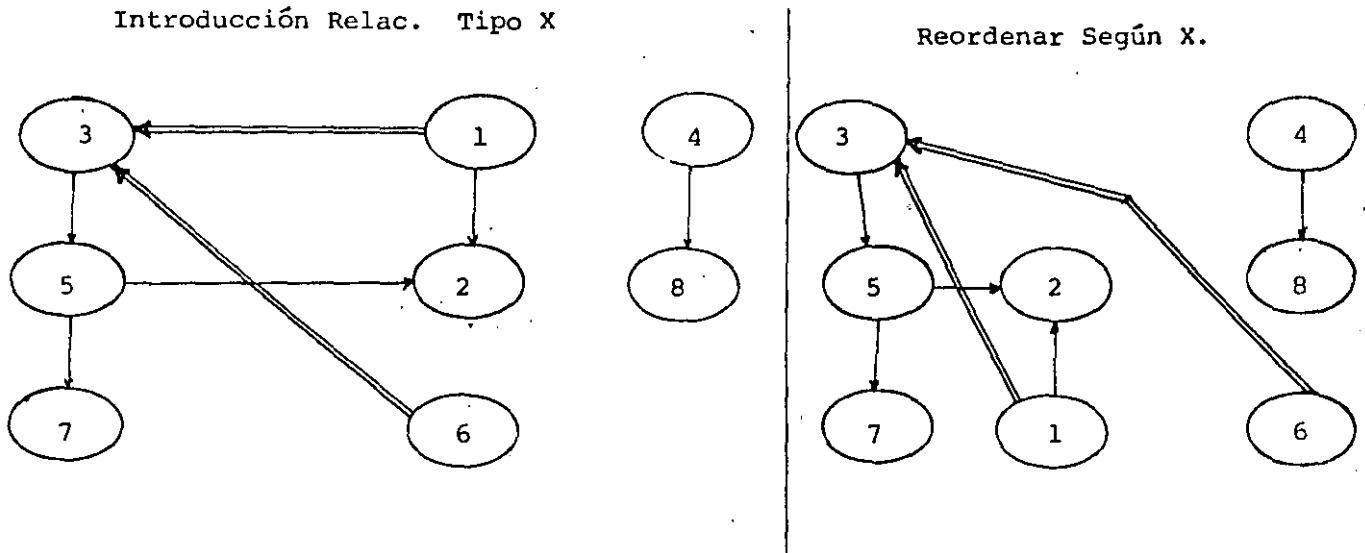 Introducción Relac. Tipo X
3 1 4
5 2 8
7 6
Reordenar Según X.
3 4
5 2 8
7 1 6